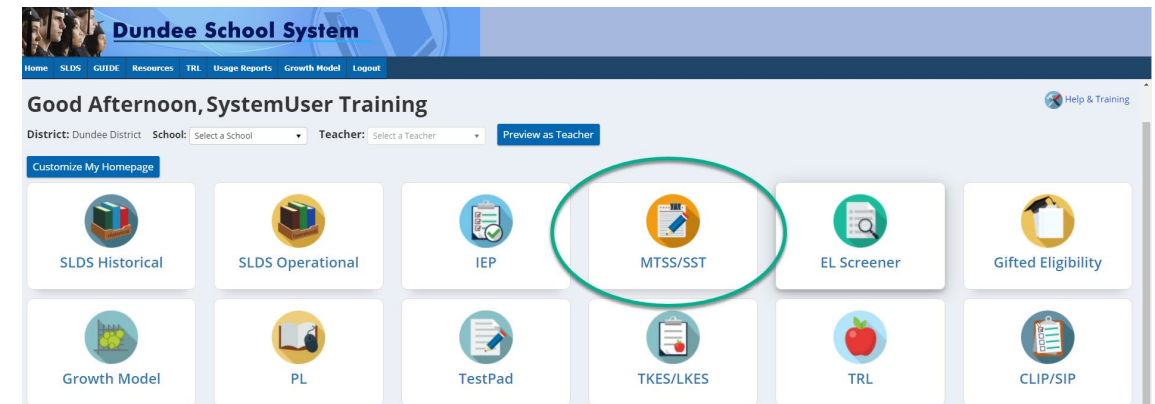 Dundee School System
Home SLDS GUIDE Resources TRL Usage Reports Growth Model Logout
Good Afternoon, SystemUser Training
Help & Training
District: Dundee District School: Select a School Teacher: Select a Teacher Preview as Teacher
Customize My Homepage
SLDS Historical SLDS Operational IEP MTSS/SST EL Screener Gifted Eligibility
Growth Model PL TestPad TKES/LKES TRL CLIP/SIP